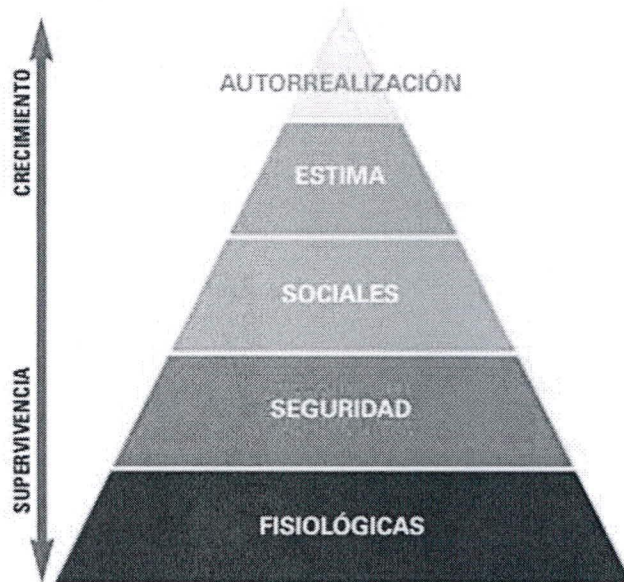 CRECIMIENTO
SUPERVIVENCIA
AUTORREALIZACIÓN
ESTIMA
SOCIALES
SEGURIDAD
FISIOLÓGICAS